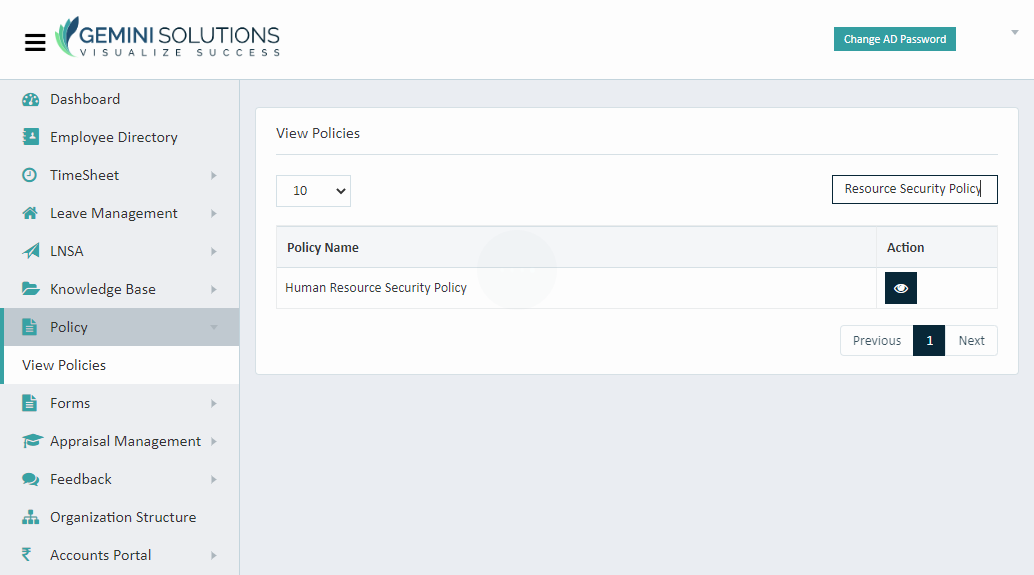 GEMINI SOLUTIONS
VISUALIZE SUCCESS
Change AD Password
Dashboard
Employee Directory
TimeSheet
Leave Management
LNSA
Knowledge Base
Policy
View Policies
Forms
Appraisal Management
Feedback
Organization Structure
₹ Accounts Portal
View Policies
10
Resource Security Policy
Policy Name Action
Human Resource Security Policy
Previous 1 Next